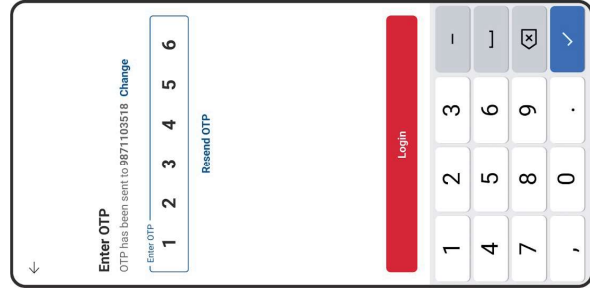 Enter OTP
OTP has been sent to 9871103518 Change
Enter OTP
1 2 3 4 5 6
Resend OTP
Login
1 2 3 –
4 5 6
7 8 9
, 0 .